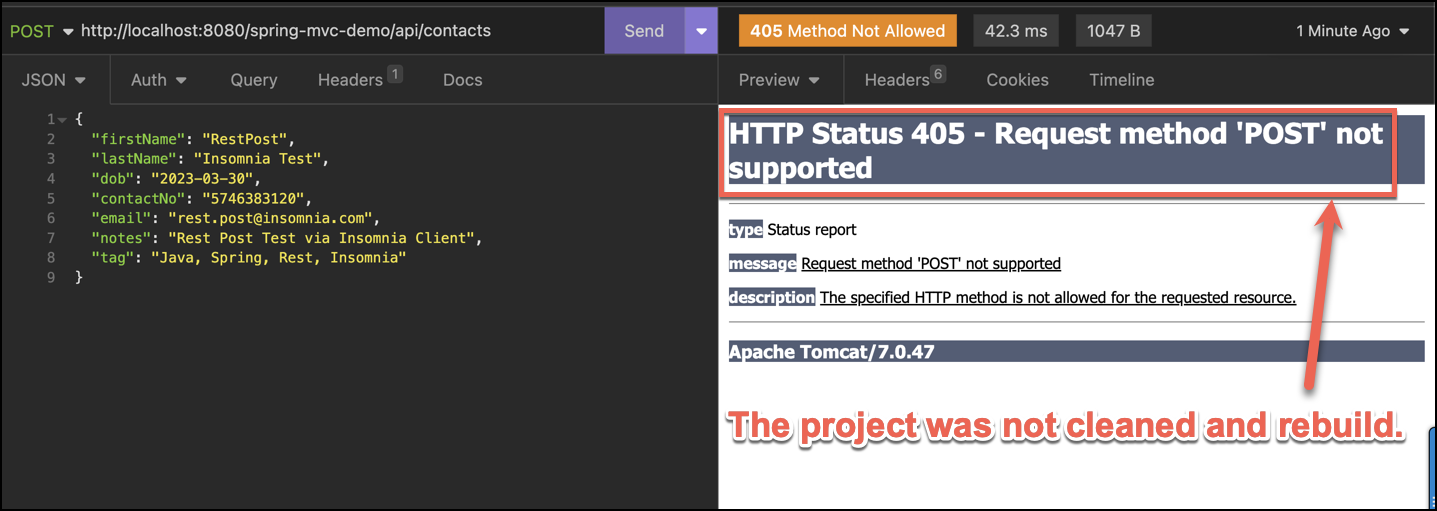 POST http://localhost:8080/spring-mvc-demo/api/contacts Send 405 Method Not Allowed 42.3 ms 1047 B 1 Minute Ago
JSON Auth Query Headers 1 Docs Preview Headers 6 Cookies Timeline
1 {
2 "firstName": "RestPost",
3 "lastName": "Insomnia Test",
4 "dob": "2023-03-30",
5 "contactNo": "5746383120",
6 "email": "rest.post@insomnia.com",
7 "notes": "Rest Post Test via Insomnia Client",
8 "tag": "Java, Spring, Rest, Insomnia"
9 }
HTTP Status 405 - Request method 'POST' not
supported
type Status report
message Request method 'POST' not supported
description The specified HTTP method is not allowed for the requested resource.
Apache Tomcat/7.0.47
The project was not cleaned and rebuild.